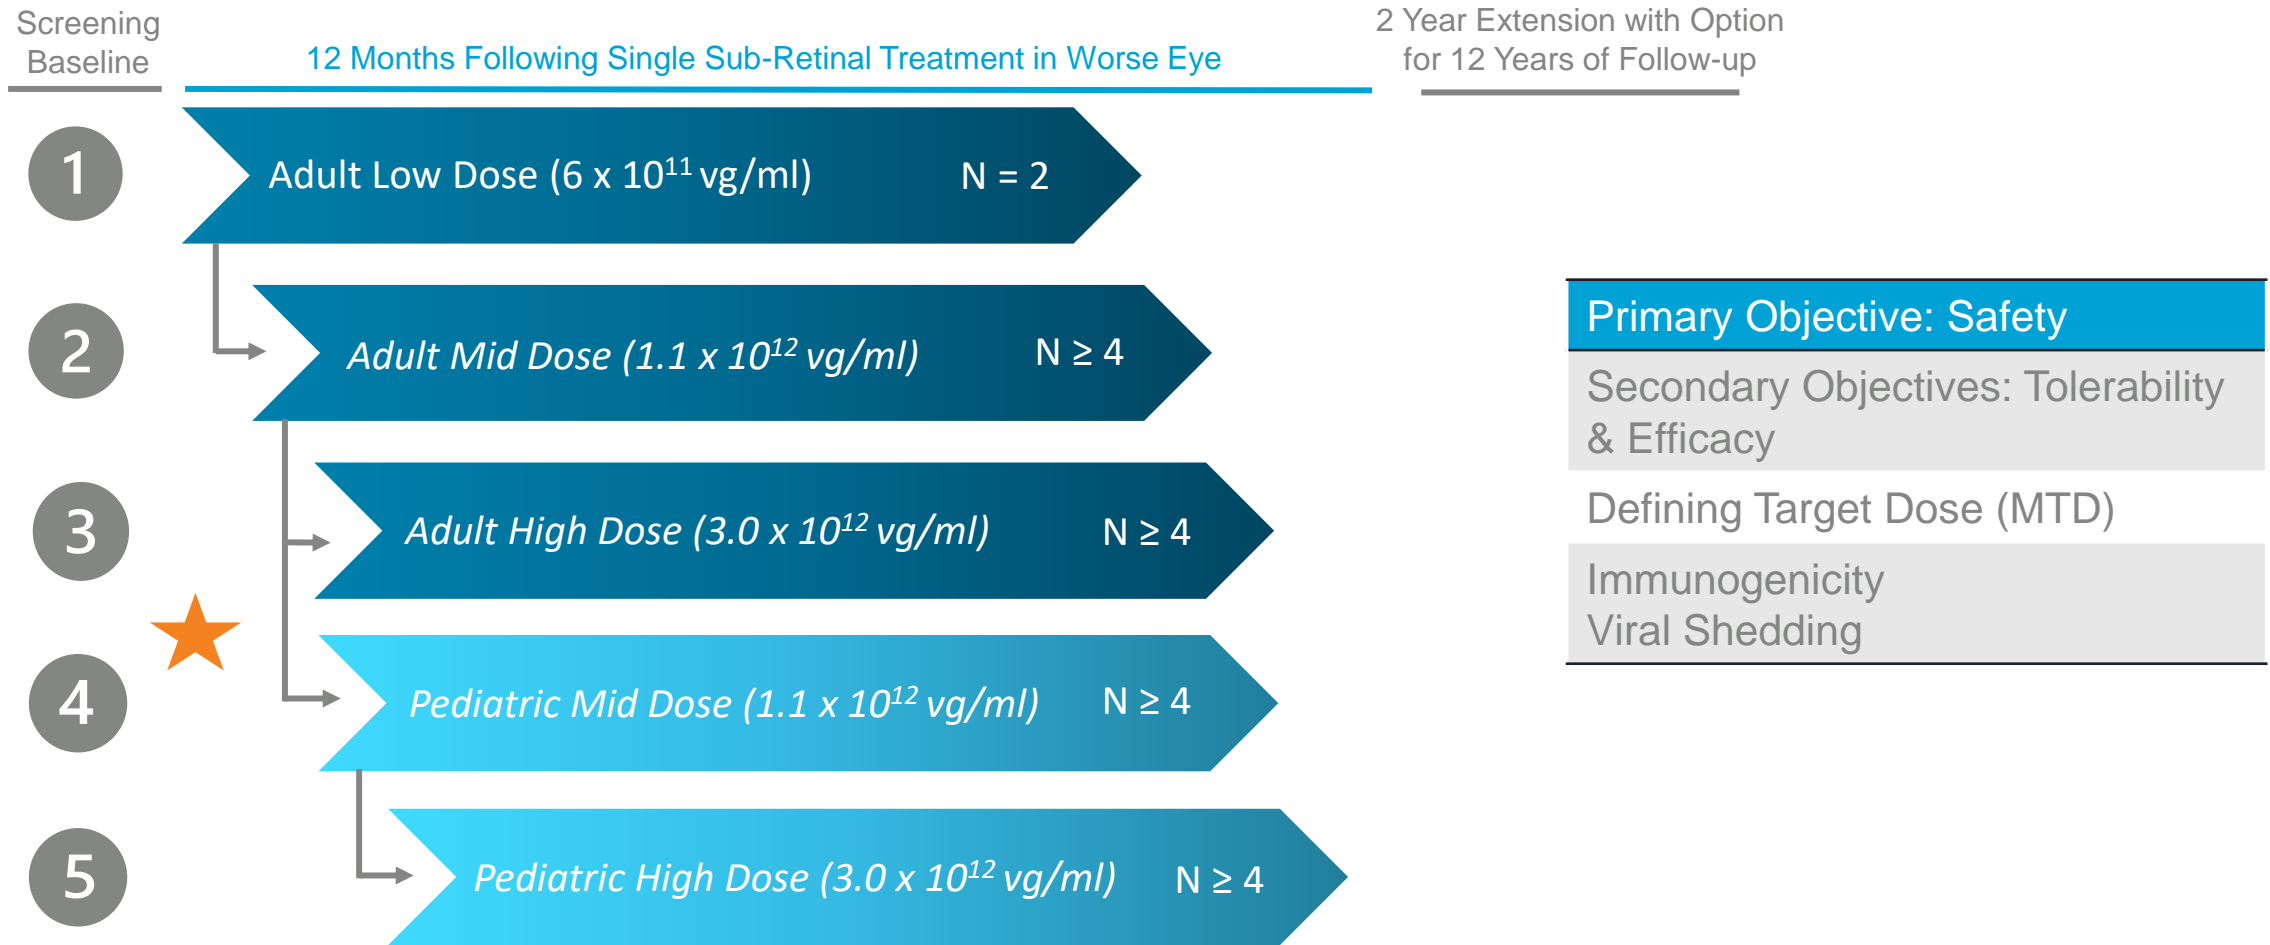 Screening
Baseline
12 Months Following Single Sub-Retinal Treatment in Worse Eye
2 Year Extension with Option
for 12 Years of Follow-up
1
Adult Low Dose (6 x 10¹¹ vg/ml) N = 2
2
Adult Mid Dose (1.1 x 10¹² vg/ml) N ≥ 4
3
Adult High Dose (3.0 x 10¹² vg/ml) N ≥ 4
4
Pediatric Mid Dose (1.1 x 10¹² vg/ml) N ≥ 4
5
Pediatric High Dose (3.0 x 10¹² vg/ml) N ≥ 4
Primary Objective: Safety
Secondary Objectives: Tolerability
& Efficacy
Defining Target Dose (MTD)
Immunogenicity
Viral Shedding